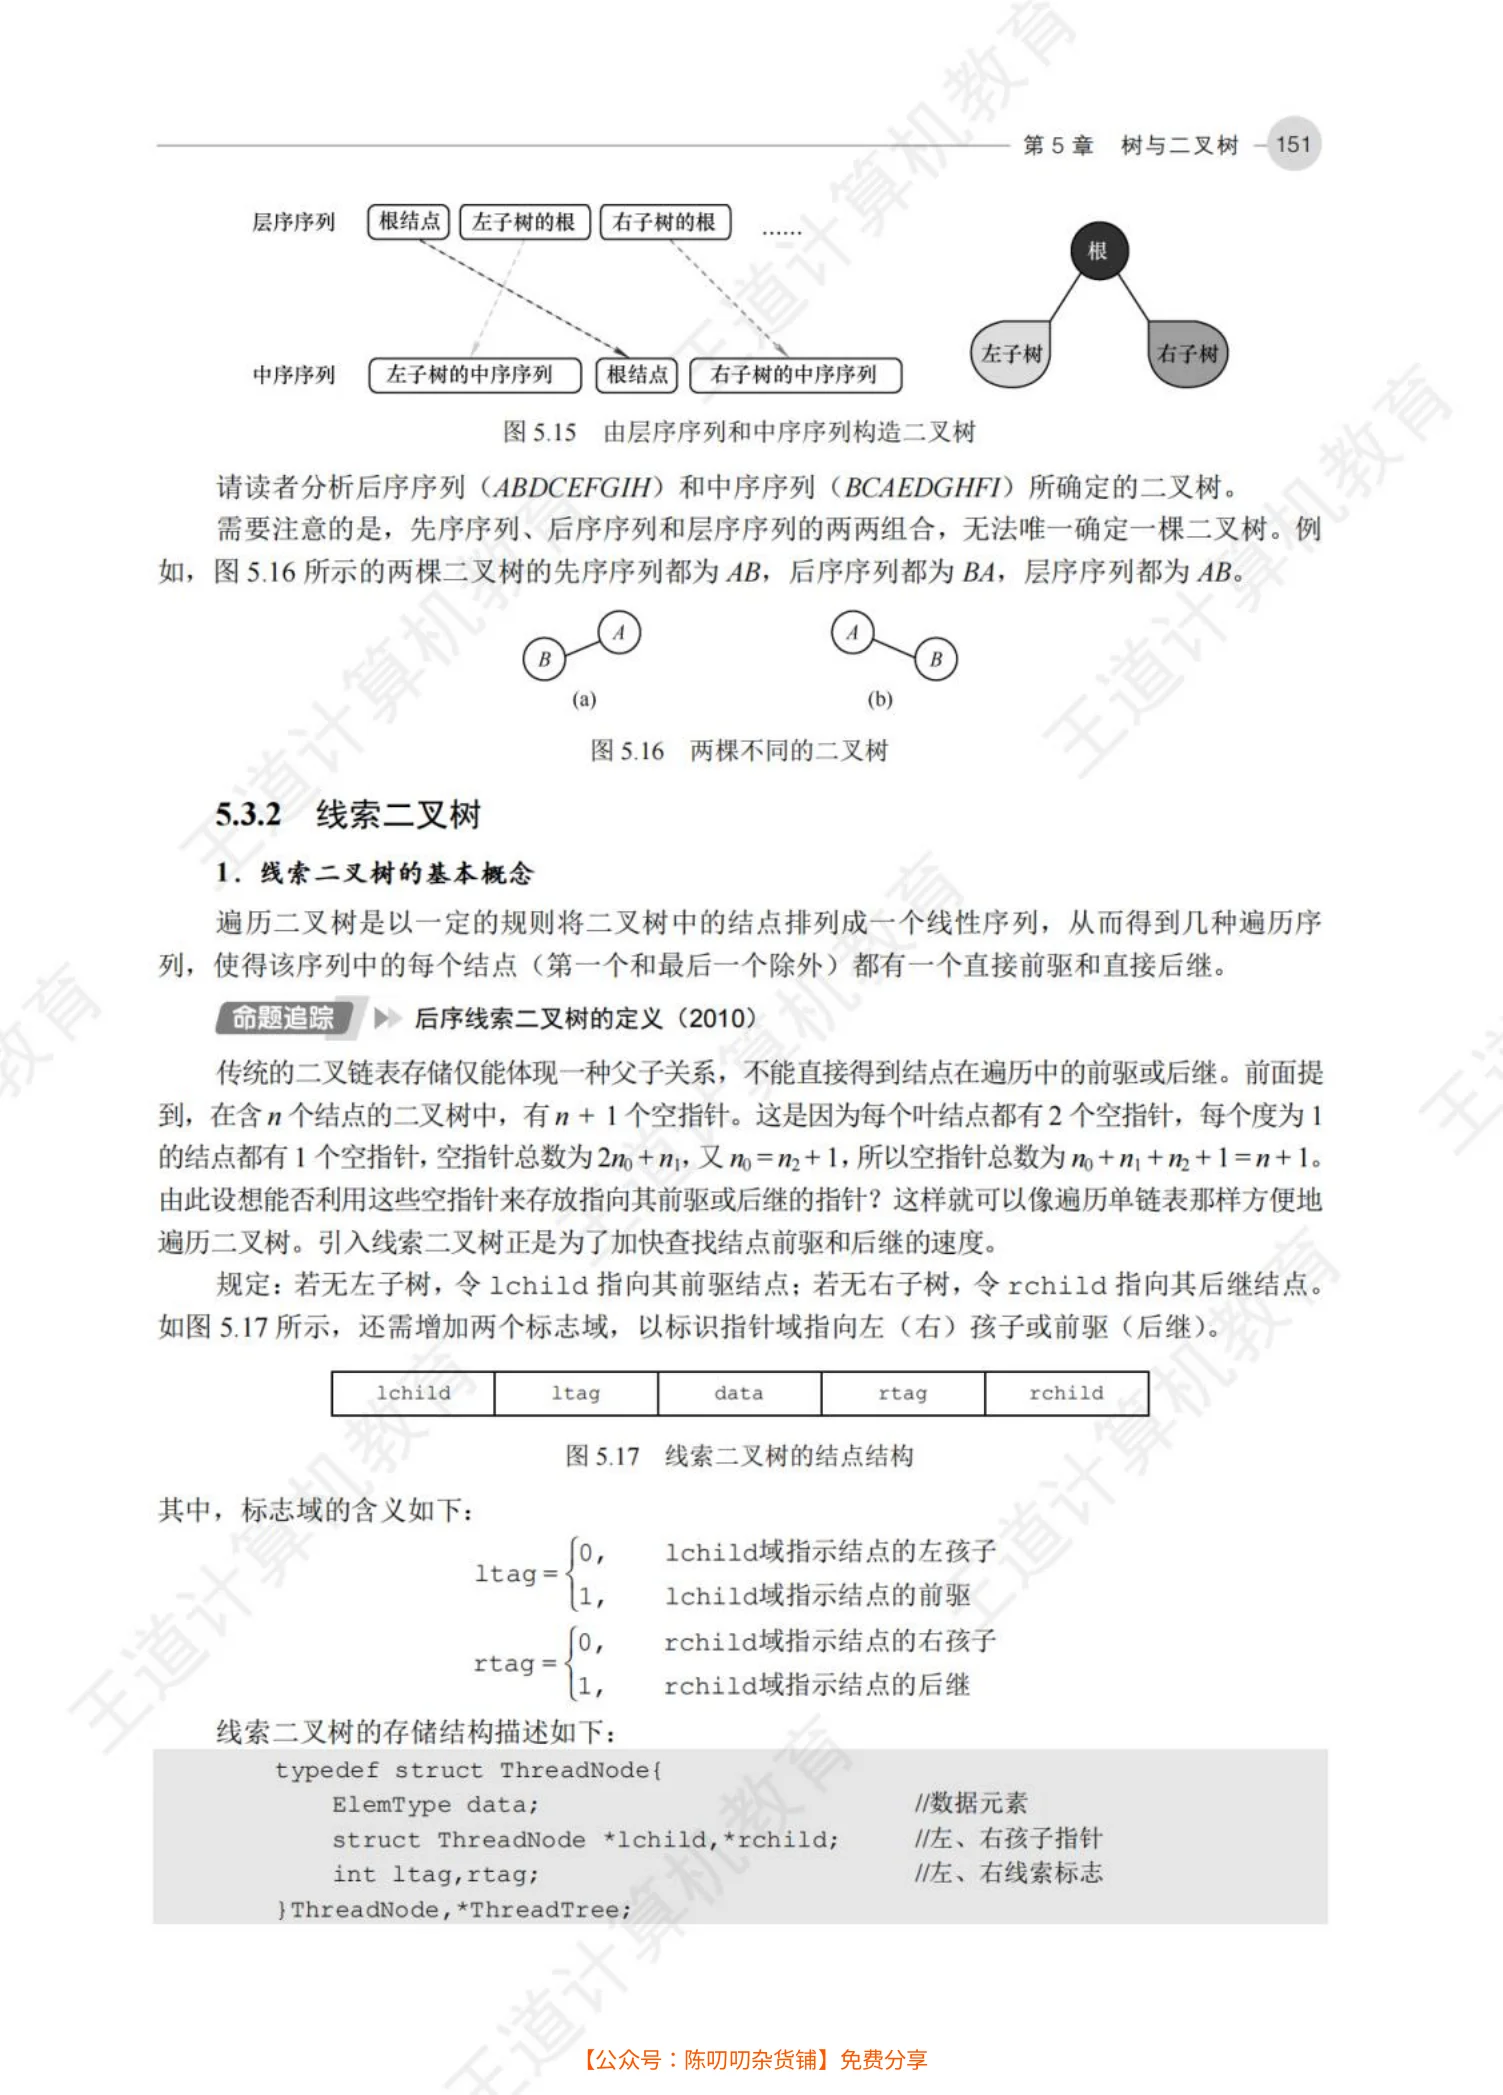 第 5 章 树与二叉树 151
层序序列 根结点 左子树的根 右子树的根 ……
根
左子树 右子树
中序序列 左子树的中序序列 根结点 右子树的中序序列
图 5.15 由层序序列和中序序列构造二叉树
请读者分析后序序列（ABDCEFGIH）和中序序列（BCAEDGHFI）所确定的二叉树。
需要注意的是，先序序列、后序序列和层序序列的两两组合，无法唯一确定一棵二叉树。例
如，图 5.16 所示的两棵二叉树的先序序列都为 AB，后序序列都为 BA，层序序列都为 AB。
A A
B B
(a) (b)
图 5.16 两棵不同的二叉树
5.3.2 线索二叉树
1．线索二叉树的基本概念
遍历二叉树是以一定的规则将二叉树中的结点排列成一个线性序列，从而得到几种遍历序
列，使得该序列中的每个结点（第一个和最后一个除外）都有一个直接前驱和直接后继。
命题追踪 后序线索二叉树的定义（2010）
传统的二叉链表存储仅能体现一种父子关系，不能直接得到结点在遍历中的前驱或后继。前面提
到，在含 n 个结点的二叉树中，有 n + 1 个空指针。这是因为每个叶结点都有 2 个空指针，每个度为 1
的结点都有 1 个空指针，空指针总数为 2n₀ + n₁，又 n₀ = n₂ + 1，所以空指针总数为 n₀ + n₁ + n₂ + 1 = n + 1。
由此设想能否利用这些空指针来存放指向其前驱或后继的指针？这样就可以像遍历单链表那样方便地
遍历二叉树。引入线索二叉树正是为了加快查找结点前驱和后继的速度。
规定：若无左子树，令 lchild 指向其前驱结点；若无右子树，令 rchild 指向其后继结点。
如图 5.17 所示，还需增加两个标志域，以标识指针域指向左（右）孩子或前驱（后继）。
lchild ltag data rtag rchild
图 5.17 线索二叉树的结点结构
其中，标志域的含义如下：
0, lchild域指示结点的左孩子
ltag =
1, lchild域指示结点的前驱
0, rchild域指示结点的右孩子
rtag =
1, rchild域指示结点的后继
线索二叉树的存储结构描述如下：
typedef struct ThreadNode{
ElemType data; //数据元素
struct ThreadNode *lchild,*rchild; //左、右孩子指针
int ltag,rtag; //左、右线索标志
}ThreadNode,*ThreadTree;
【公众号：陈叨叨杂货铺】免费分享
王道计算机教育